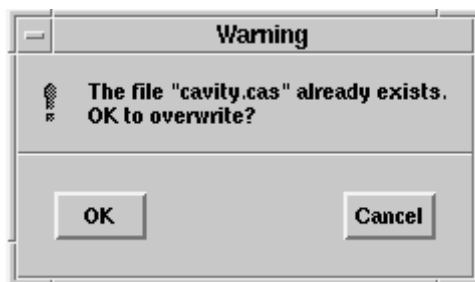 Warning
The file "cavity.cas" already exists.
OK to overwrite?
OK
Cancel